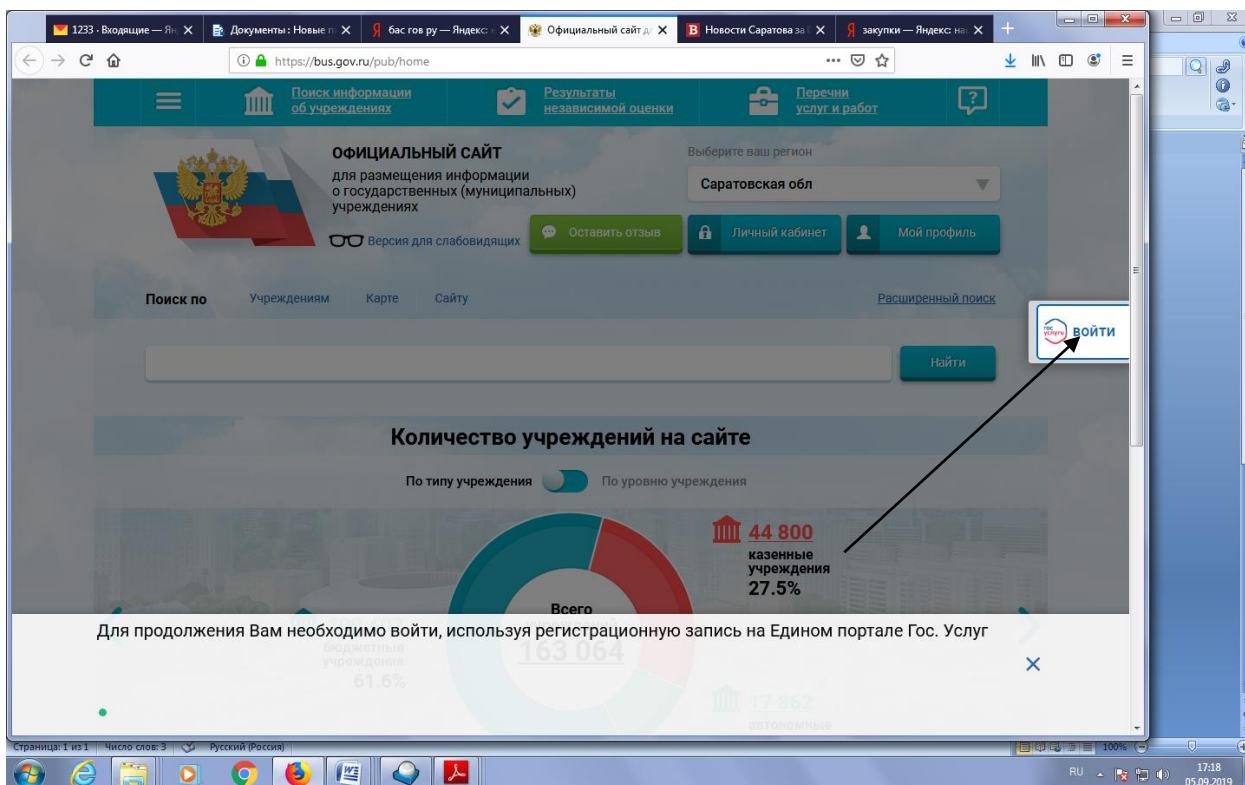 1233 · Входящие — Ян
Документы : Новые п
бас гов ру — Яндекс:
Официальный сайт д
Новости Саратова за
закупки — Яндекс: на
https://bus.gov.ru/pub/home
Поиск информации
об учреждениях
Результаты
независимой оценки
Перечни
услуг и работ
ОФИЦИАЛЬНЫЙ САЙТ
для размещения информации
о государственных (муниципальных)
учреждениях
Версия для слабовидящих
Выберите ваш регион
Саратовская обл
Оставить отзыв
Личный кабинет
Мой профиль
Поиск по
Учреждениям
Карте
Сайту
Расширенный поиск
гос
услуги
войти
Найти
Количество учреждений на сайте
По типу учреждения
По уровню учреждения
44 800
казенные
учреждения
27.5%
Всего
Для продолжения Вам необходимо войти, используя регистрационную запись на Едином портале Гос. Услуг
бюджетные
учреждения
61.6%
163 064
17 862
автономные
Страница: 1 из 1
Число слов: 3
Русский (Россия)
100%
RU
17:18
05.09.2019